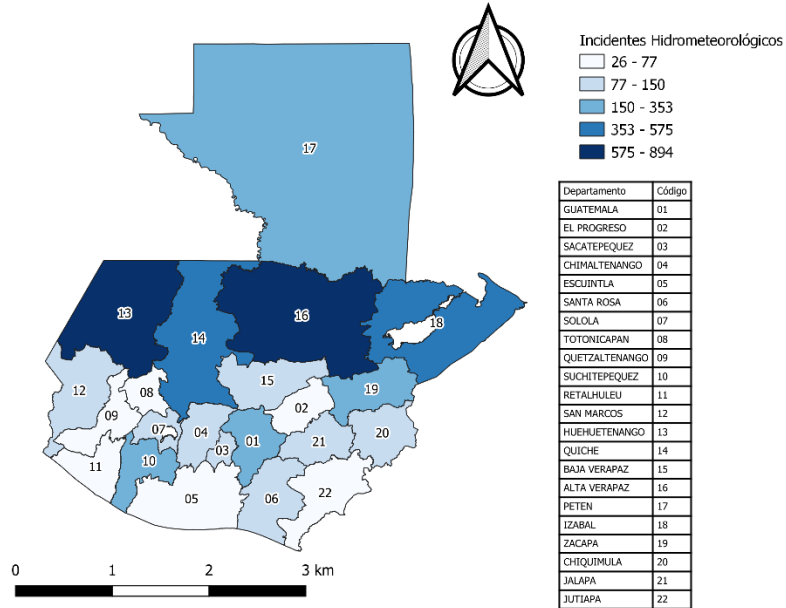 Incidentes Hidrometeorológicos
26 - 77
77 - 150
150 - 353
353 - 575
575 - 894
Departamento Código
GUATEMALA 01
EL PROGRESO 02
SACATEPEQUEZ 03
CHIMALTENANGO 04
ESCUINTLA 05
SANTA ROSA 06
SOLOLA 07
TOTONICAPAN 08
QUETZALTENANGO 09
SUCHITEPEQUEZ 10
RETALHULEU 11
SAN MARCOS 12
HUEHUETENANGO 13
QUICHE 14
BAJA VERAPAZ 15
ALTA VERAPAZ 16
PETEN 17
IZABAL 18
ZACAPA 19
CHIQUIMULA 20
JALAPA 21
JUTIAPA 22
17
13
16
18
14
12
08
15
19
09
02
07
04
01
20
03
21
10
11
05
06
22
0 1 2 3 km